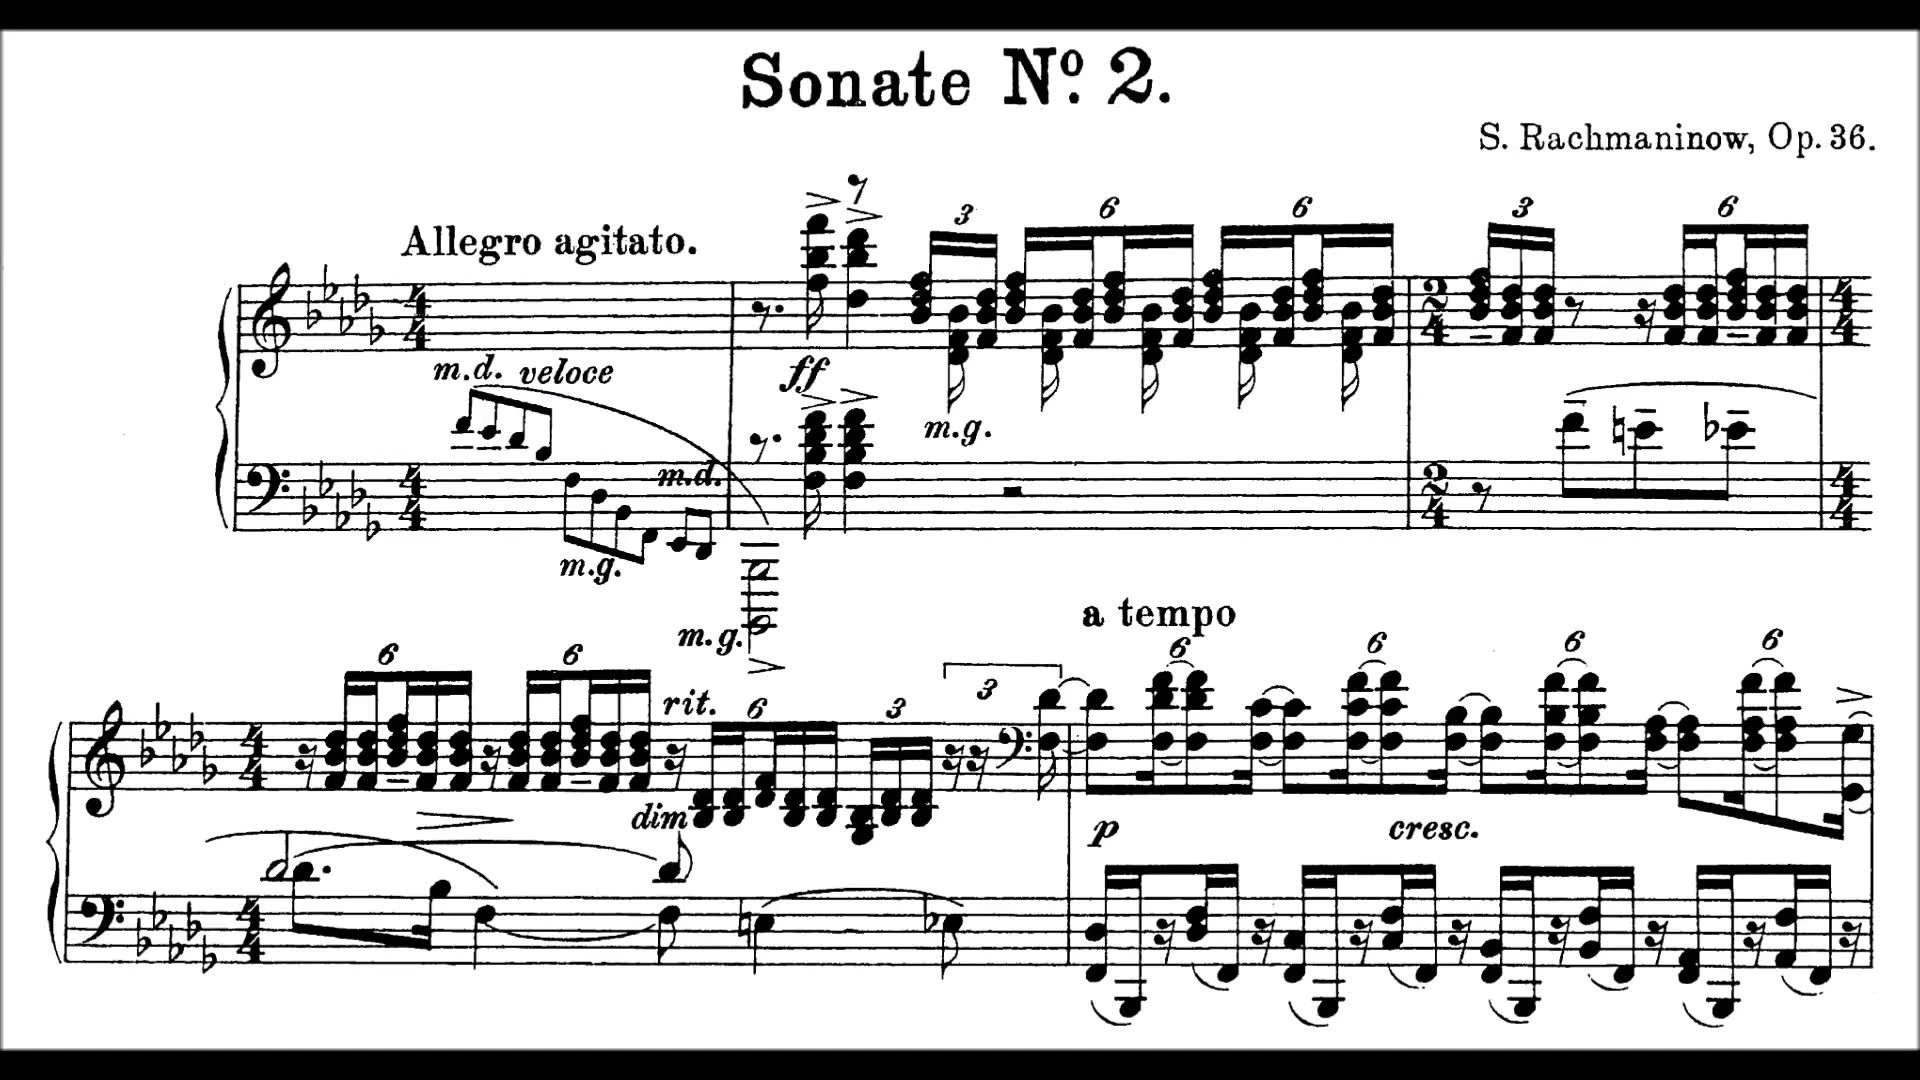 Sonate No. 2.
S. Rachmaninow, Op. 36.
Allegro agitato.
3 6 6 3 6
m.d. veloce
ff
m.g.
m.d.
m.g.
m.g.
a tempo
6 6 rit. 6 3 3 6 6 6 6
dim p cresc.